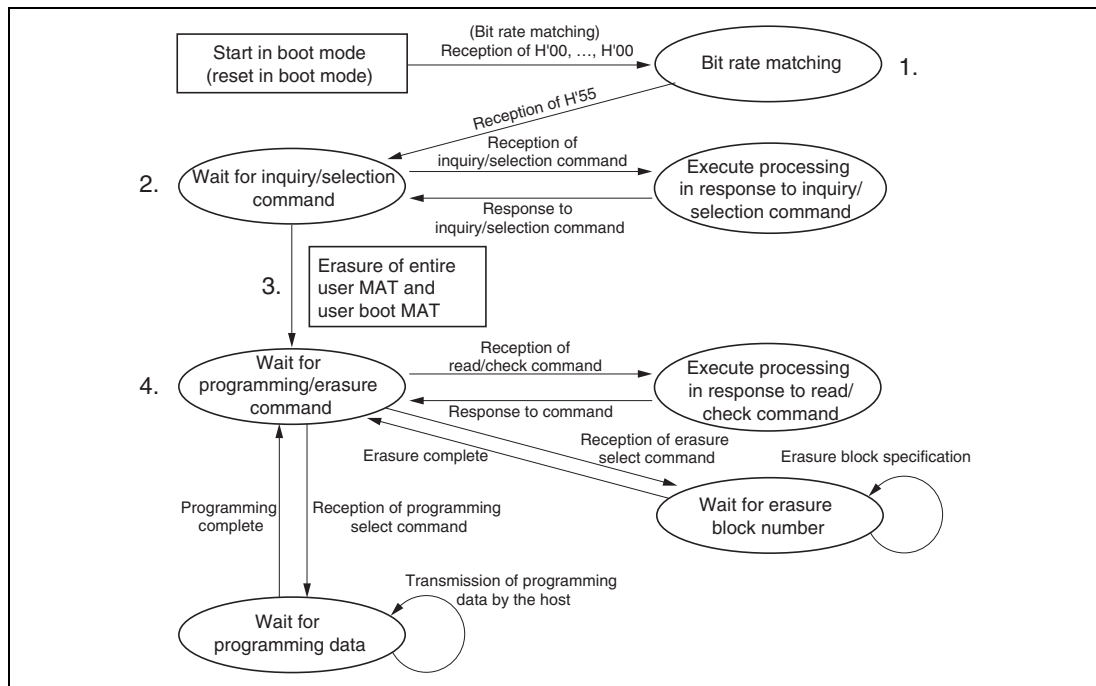 Start in boot mode
(reset in boot mode)
(Bit rate matching)
Reception of H'00, …, H'00
Bit rate matching
1.
Reception of H'55
2.
Wait for inquiry/selection
command
Reception of
inquiry/selection command
Response to
inquiry/selection command
Execute processing
in response to inquiry/
selection command
3.
Erasure of entire
user MAT and
user boot MAT
4.
Wait for
programming/erasure
command
Reception of
read/check command
Response to command
Execute processing
in response to read/
check command
Erasure complete
Reception of erasure
select command
Erasure block specification
Wait for erasure
block number
Programming
complete
Reception of programming
select command
Transmission of programming
data by the host
Wait for
programming data